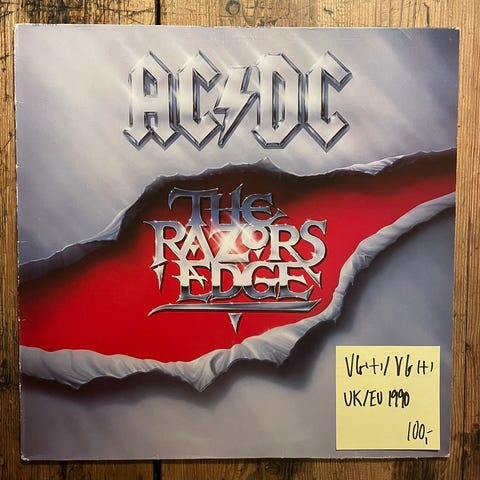 AC/DC
THE
RAZORS
EDGE
VG(+)/VG(+)
UK/EU 1990
100,-